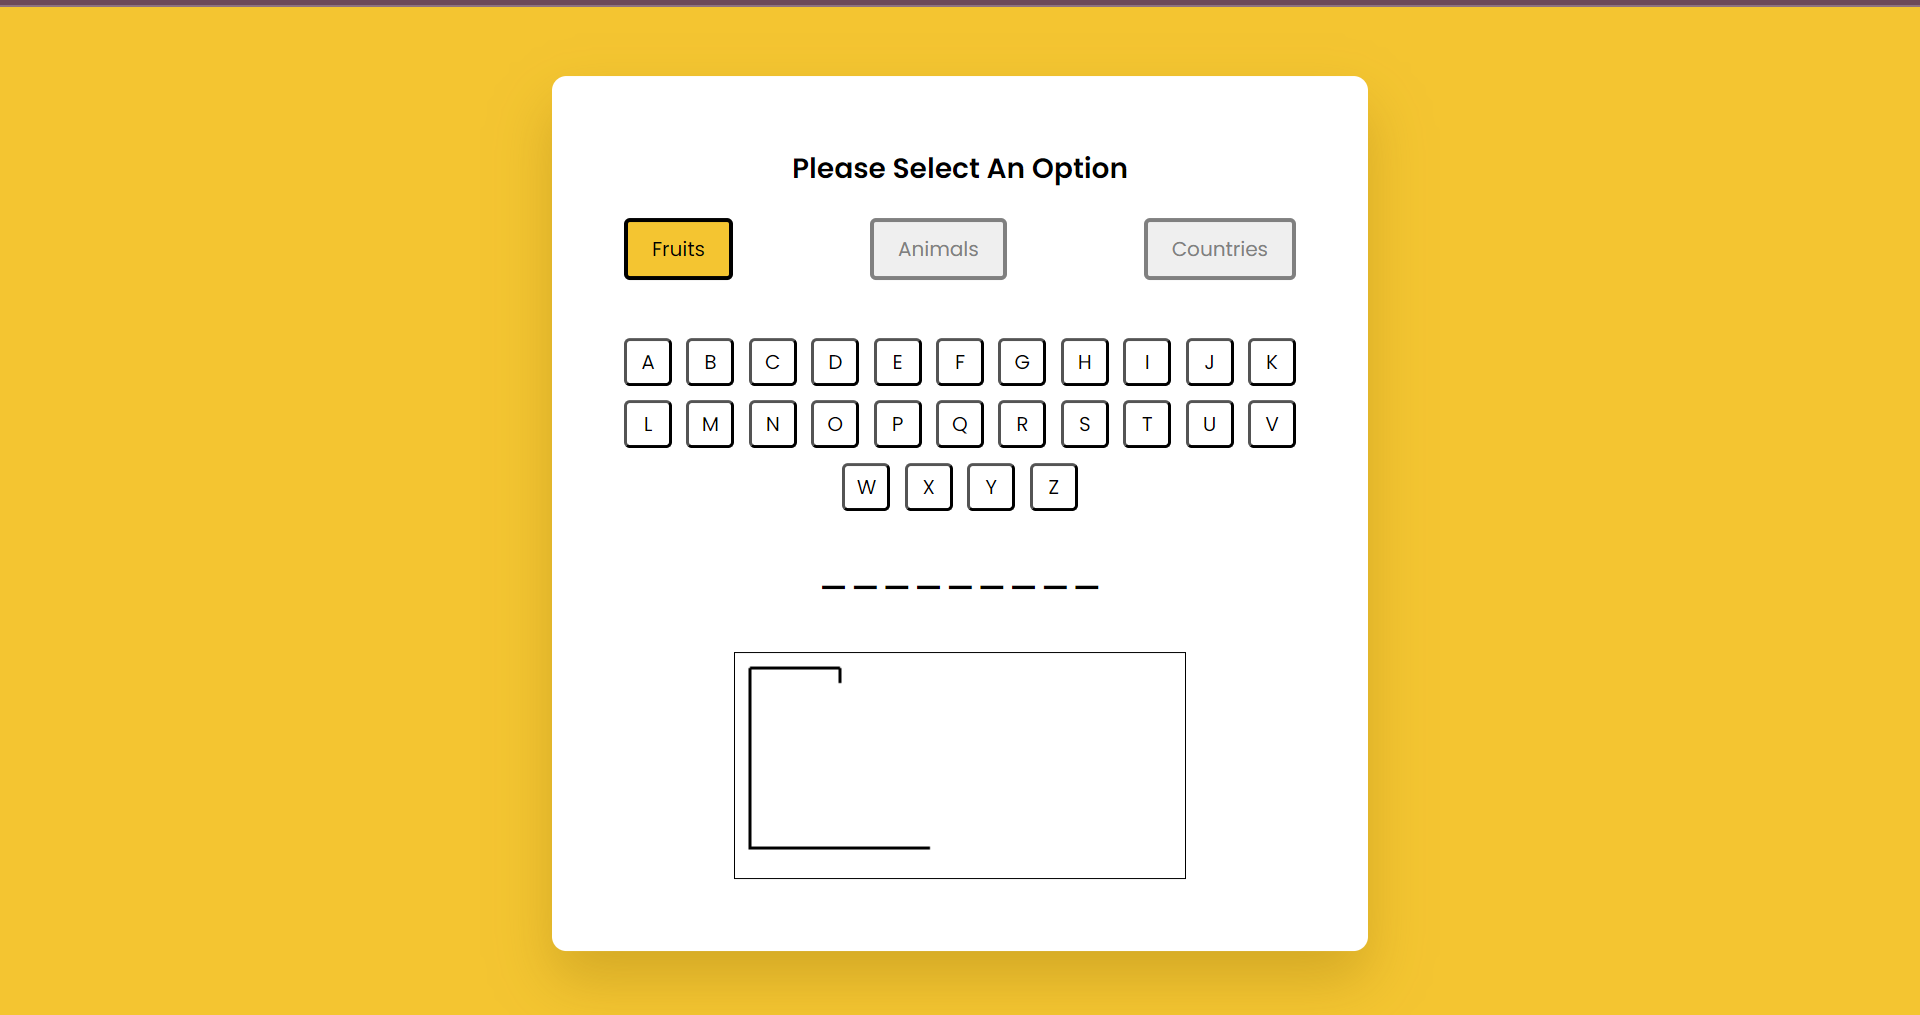 Please Select An Option
Fruits Animals Countries
A B C D E F G H I J K
L M N O P Q R S T U V
W X Y Z
_ _ _ _ _ _ _ _ _